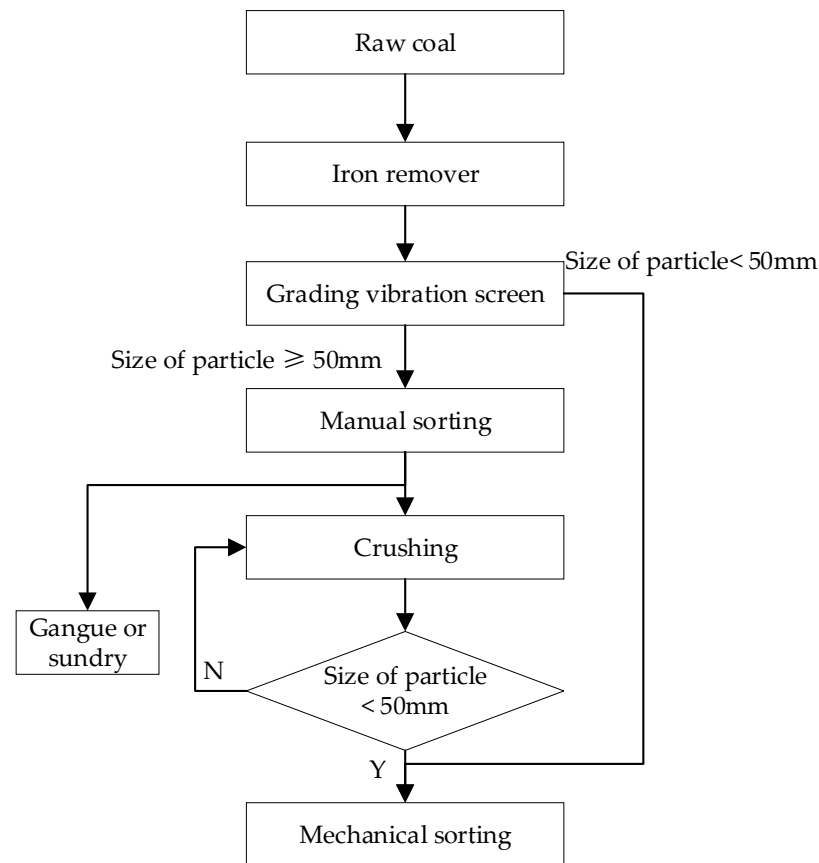 Raw coal
Iron remover
Size of particle< 50mm
Grading vibration screen
Size of particle ⩾ 50mm
Manual sorting
Crushing
Gangue or
sundry
N
Size of particle
< 50mm
Y
Mechanical sorting